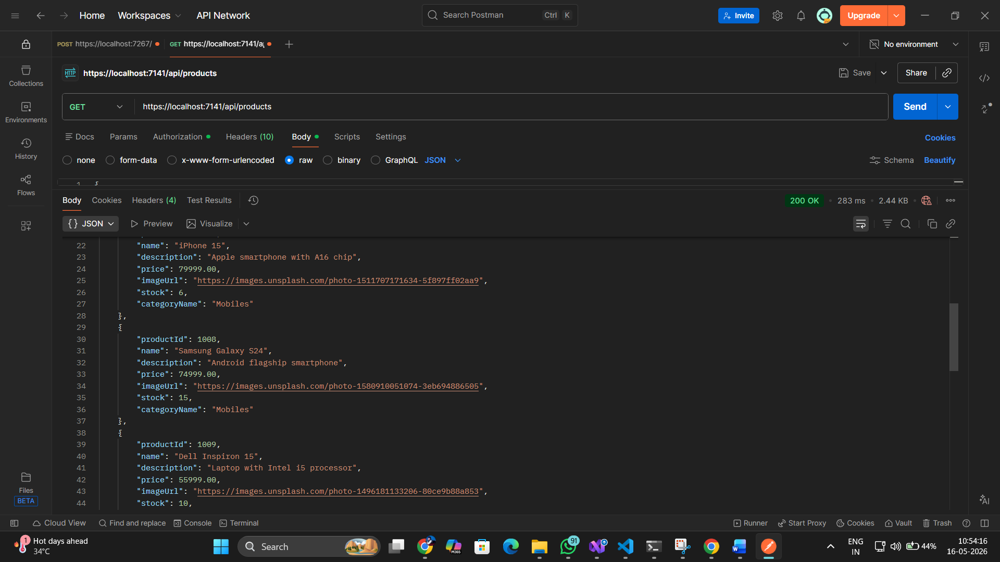 Home Workspaces API Network Search Postman Ctrl K Invite Upgrade
POST https://localhost:7267/ GET https://localhost:7141/a No environment
HTTP https://localhost:7141/api/products Save Share
GET https://localhost:7141/api/products Send
Docs Params Authorization Headers (10) Body Scripts Settings Cookies
none form-data x-www-form-urlencoded raw binary GraphQL JSON Schema Beautify
1 {
Body Cookies Headers (4) Test Results 200 OK 283 ms 2.44 KB
{} JSON Preview Visualize
22 "name": "iPhone 15",
23 "description": "Apple smartphone with A16 chip",
24 "price": 79999.00,
25 "imageUrl": "https://images.unsplash.com/photo-1511707171634-5f897ff02aa9",
26 "stock": 6,
27 "categoryName": "Mobiles"
28 },
29 {
30 "productId": 1008,
31 "name": "Samsung Galaxy S24",
32 "description": "Android flagship smartphone",
33 "price": 74999.00,
34 "imageUrl": "https://images.unsplash.com/photo-1580910051074-3eb694886505",
35 "stock": 15,
36 "categoryName": "Mobiles"
37 },
38 {
39 "productId": 1009,
40 "name": "Dell Inspiron 15",
41 "description": "Laptop with Intel i5 processor",
42 "price": 55999.00,
43 "imageUrl": "https://images.unsplash.com/photo-1496181133206-80ce9b88a853",
44 "stock": 10,
Collections
Environments
History
Flows
Files
BETA
AI
Cloud View Find and replace Console Terminal Runner Start Proxy Cookies Vault Trash
1 Hot days ahead
34°C
Search
M365
91
ENG
IN
44%
10:54:16
16-05-2026